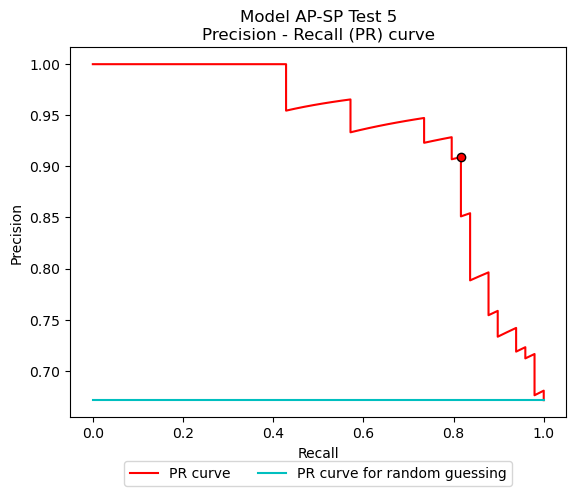 Model AP-SP Test 5
Precision - Recall (PR) curve
Precision
1.00
0.95
0.90
0.85
0.80
0.75
0.70
0.0 0.2 0.4 0.6 0.8 1.0
Recall
PR curve PR curve for random guessing